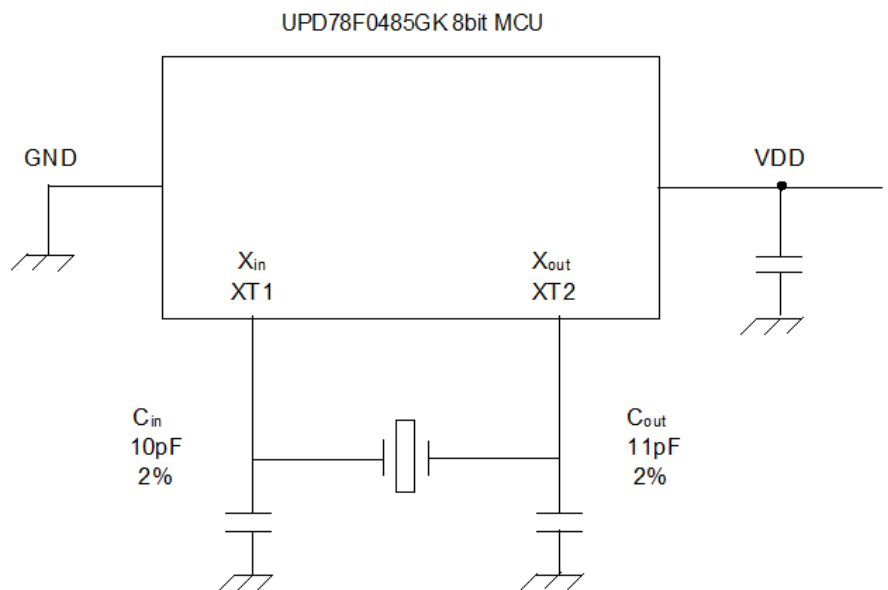 UPD78F0485GK 8bit MCU
GND
VDD
Xin
XT1
Xout
XT2
Cin
10pF
2%
Cout
11pF
2%